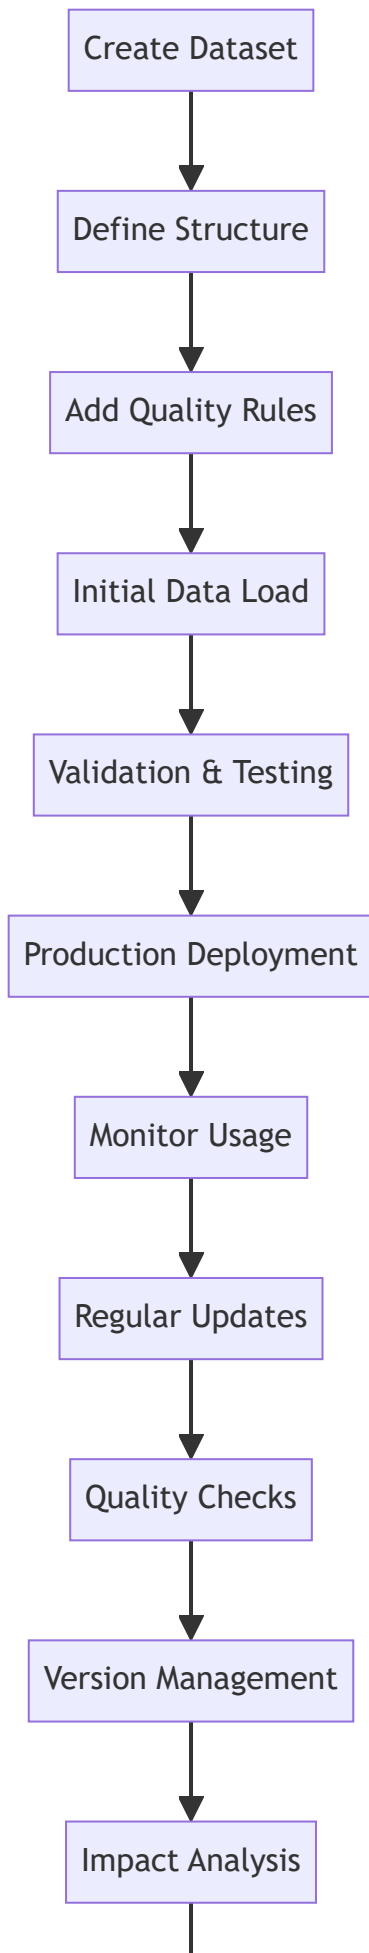 Create Dataset
Define Structure
Add Quality Rules
Initial Data Load
Validation & Testing
Production Deployment
Monitor Usage
Regular Updates
Quality Checks
Version Management
Impact Analysis